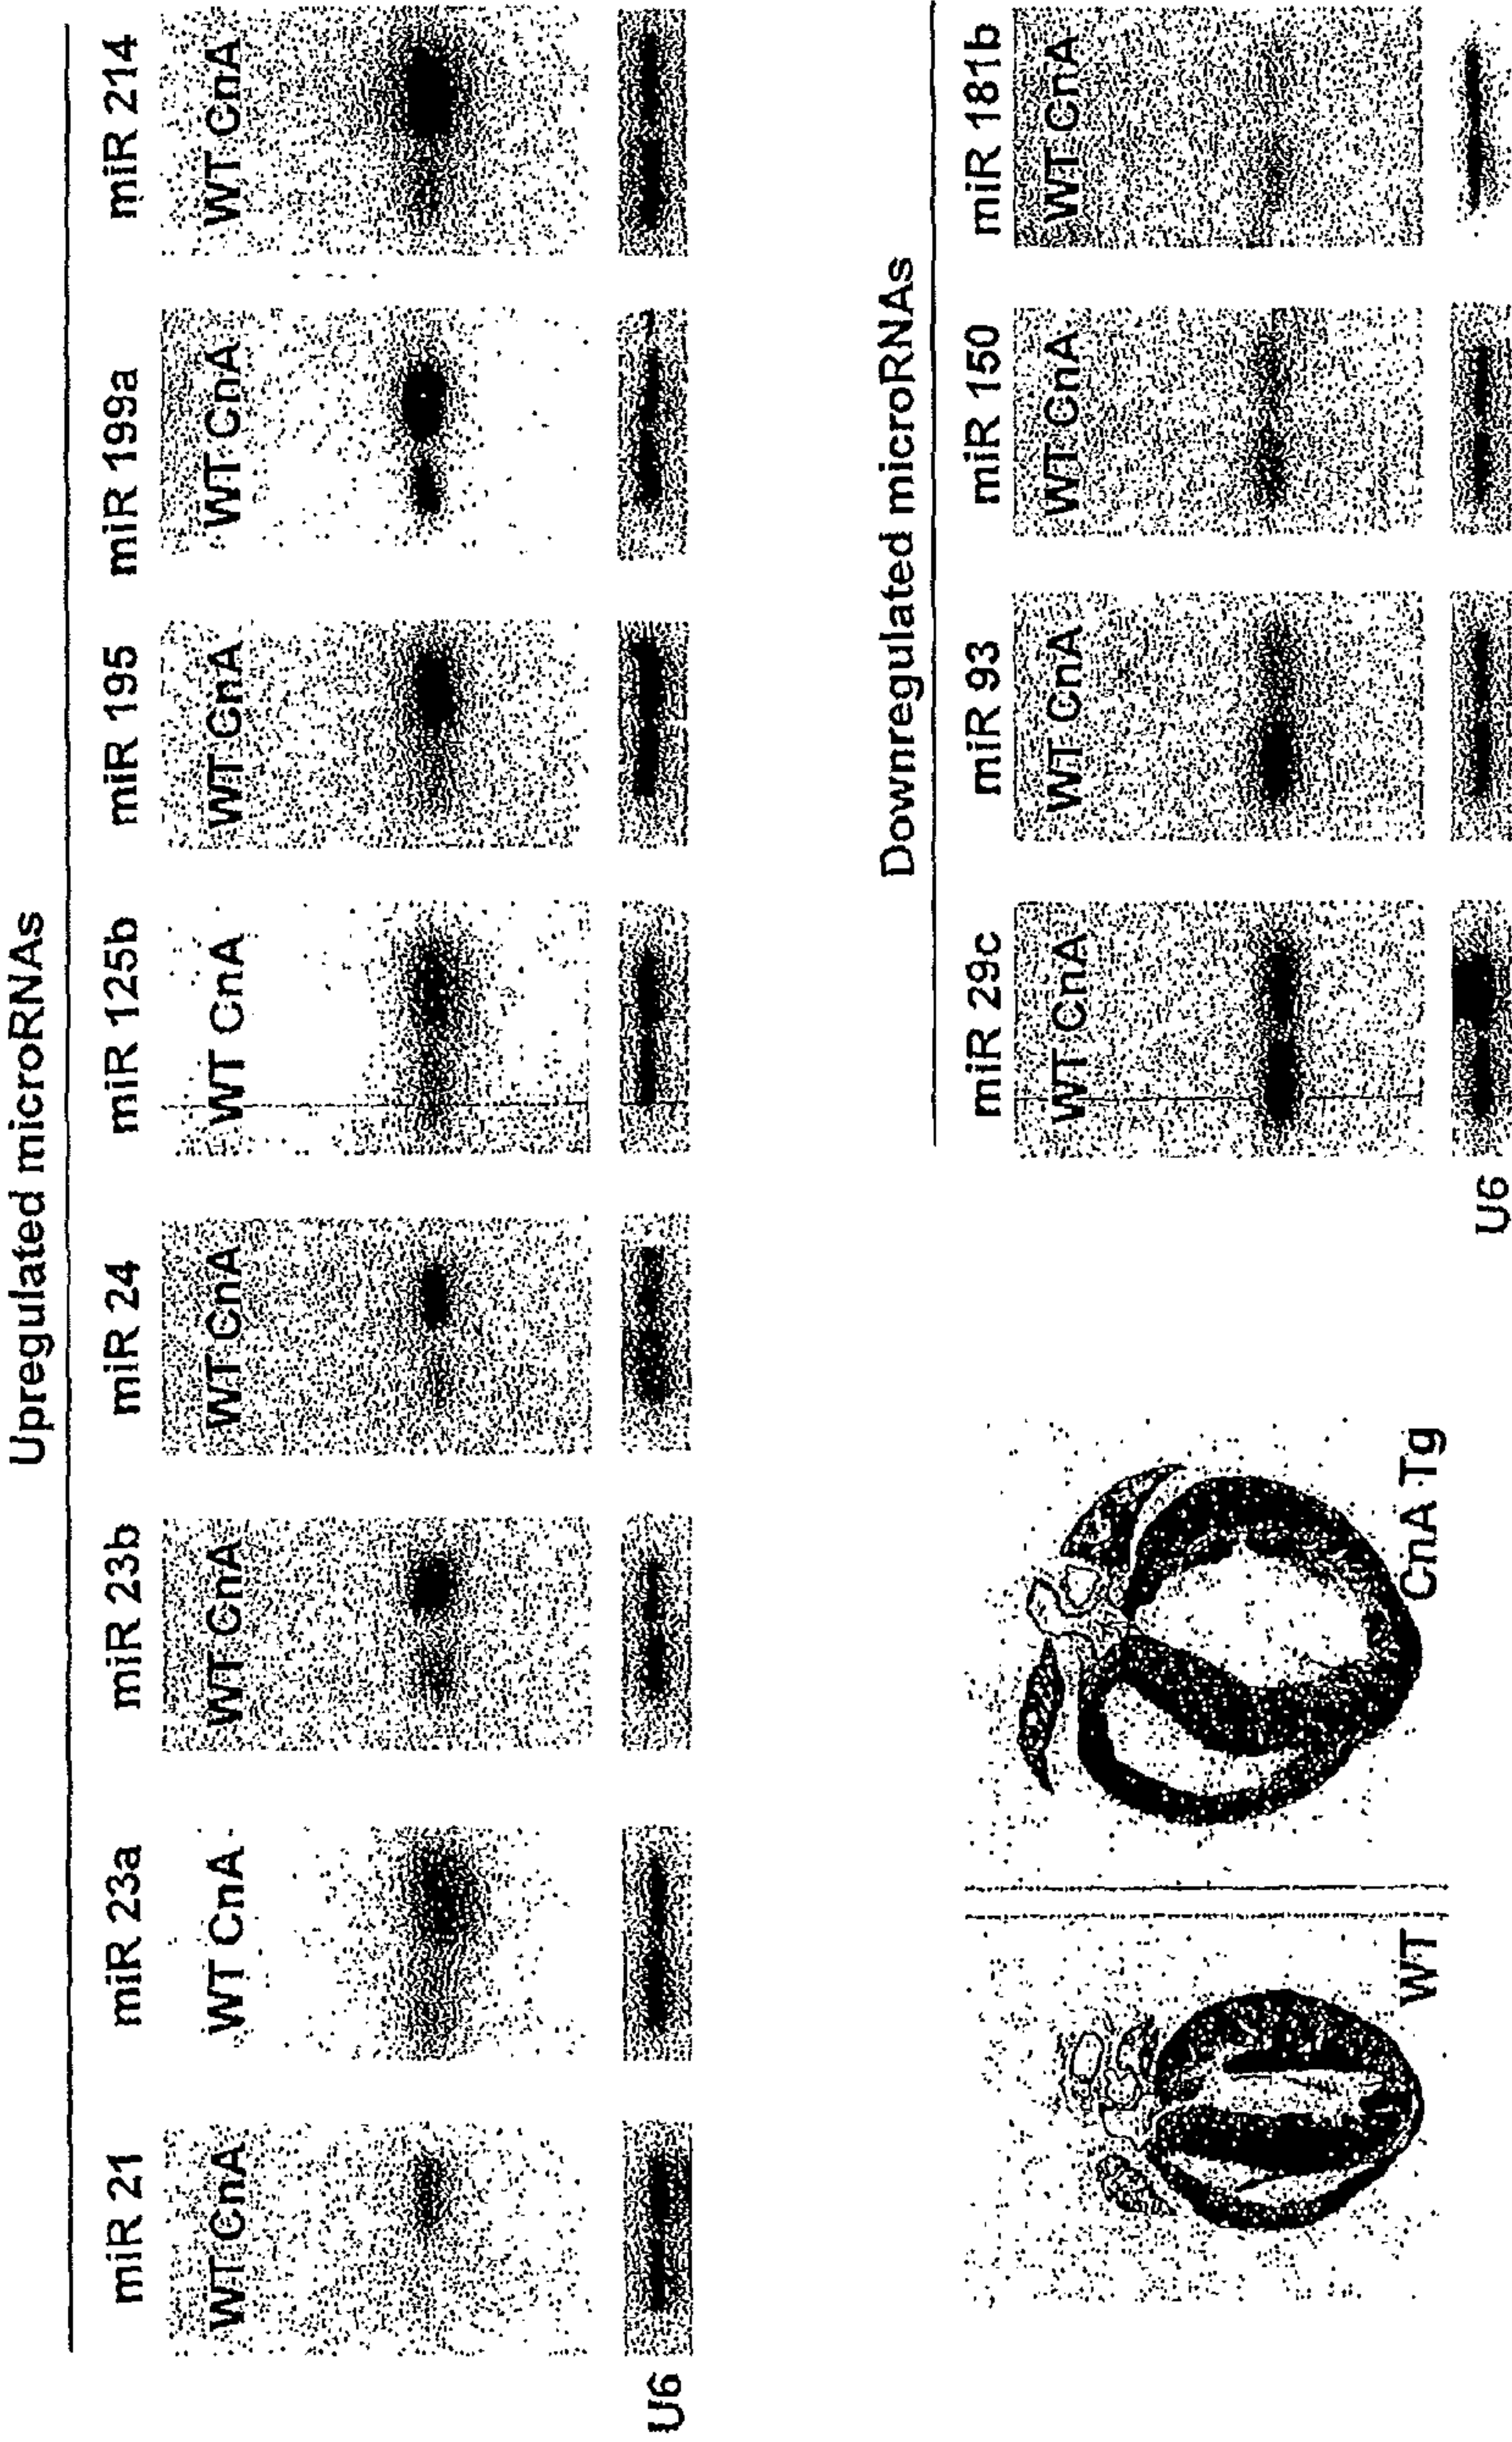 Upregulated microRNAs
miR 21 miR 23a miR 23b miR 24 miR 125b miR 195 miR 199a miR 214
WT CnA WT CnA WT CnA WT CnA WT CnA WT CnA WT CnA WT CnA
U6
Downregulated microRNAs
miR 29c miR 93 miR 150 miR 181b
WT CnA WT CnA WT CnA WT CnA
WT CnA Tg
U6